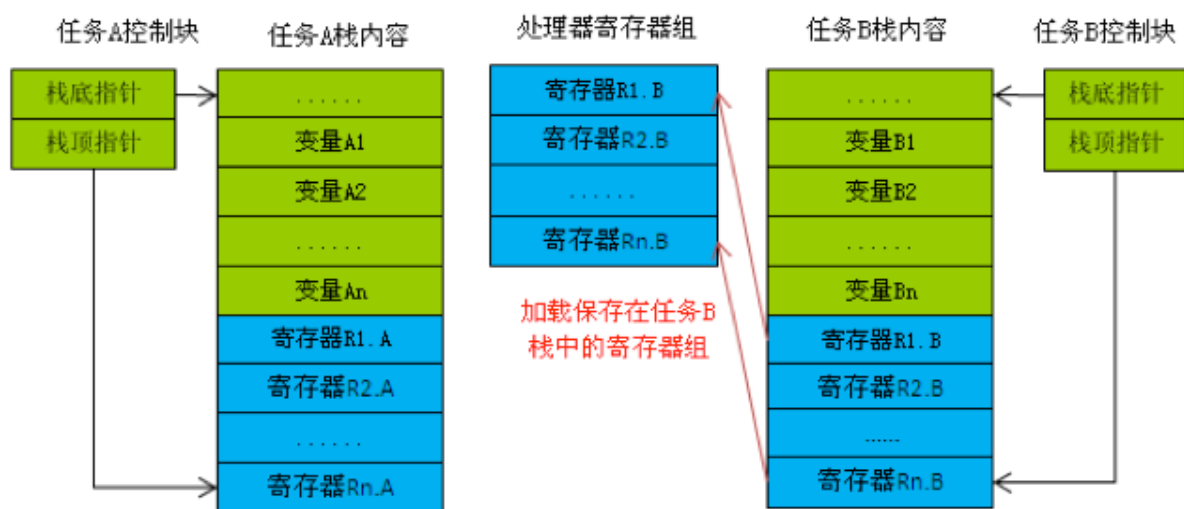 任务A控制块
栈底指针
栈顶指针
任务A栈内容
......
变量A1
变量A2
......
变量An
寄存器R1.A
寄存器R2.A
......
寄存器Rn.A
处理器寄存器组
寄存器R1.B
寄存器R2.B
......
寄存器Rn.B
加载保存在任务B
栈中的寄存器组
任务B栈内容
......
变量B1
变量B2
......
变量Bn
寄存器R1.B
寄存器R2.B
......
寄存器Rn.B
任务B控制块
栈底指针
栈顶指针